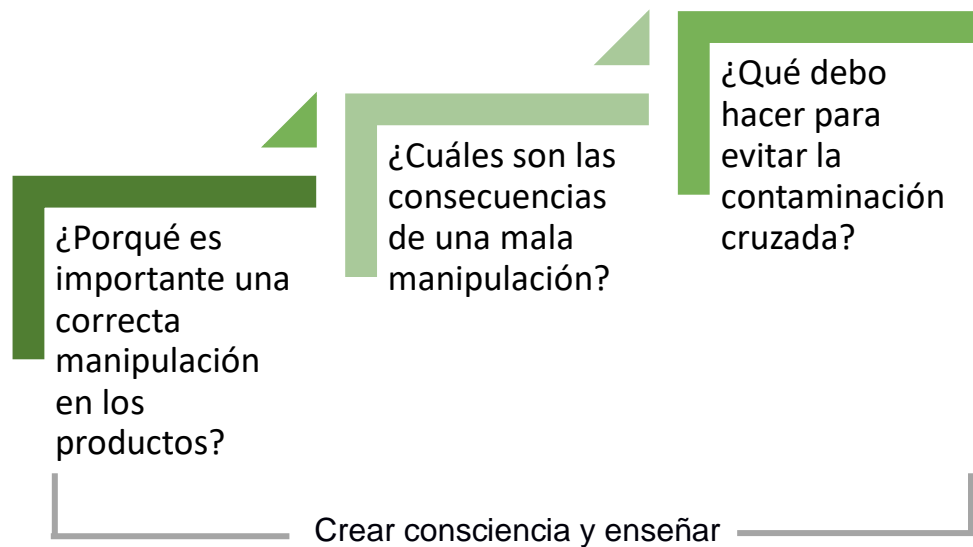 ¿Porqué es
importante una
correcta
manipulación
en los
productos?
¿Cuáles son las
consecuencias
de una mala
manipulación?
¿Qué debo
hacer para
evitar la
contaminación
cruzada?
Crear consciencia y enseñar